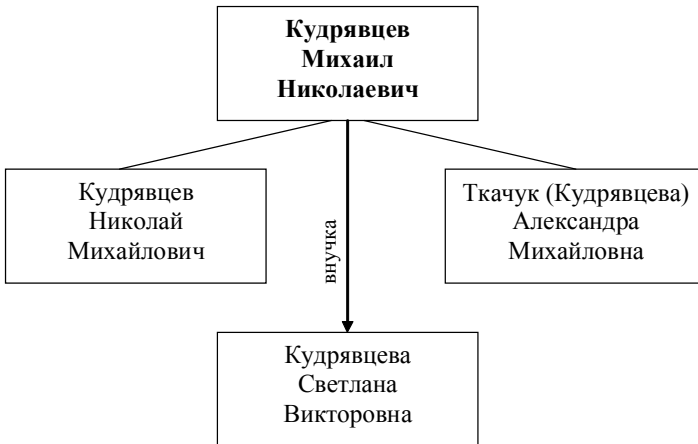 Кудрявцев
Михаил
Николаевич
Кудрявцев
Николай
Михайлович
Ткачук (Кудрявцева)
Александра
Михайловна
внучка
Кудрявцева
Светлана
Викторовна